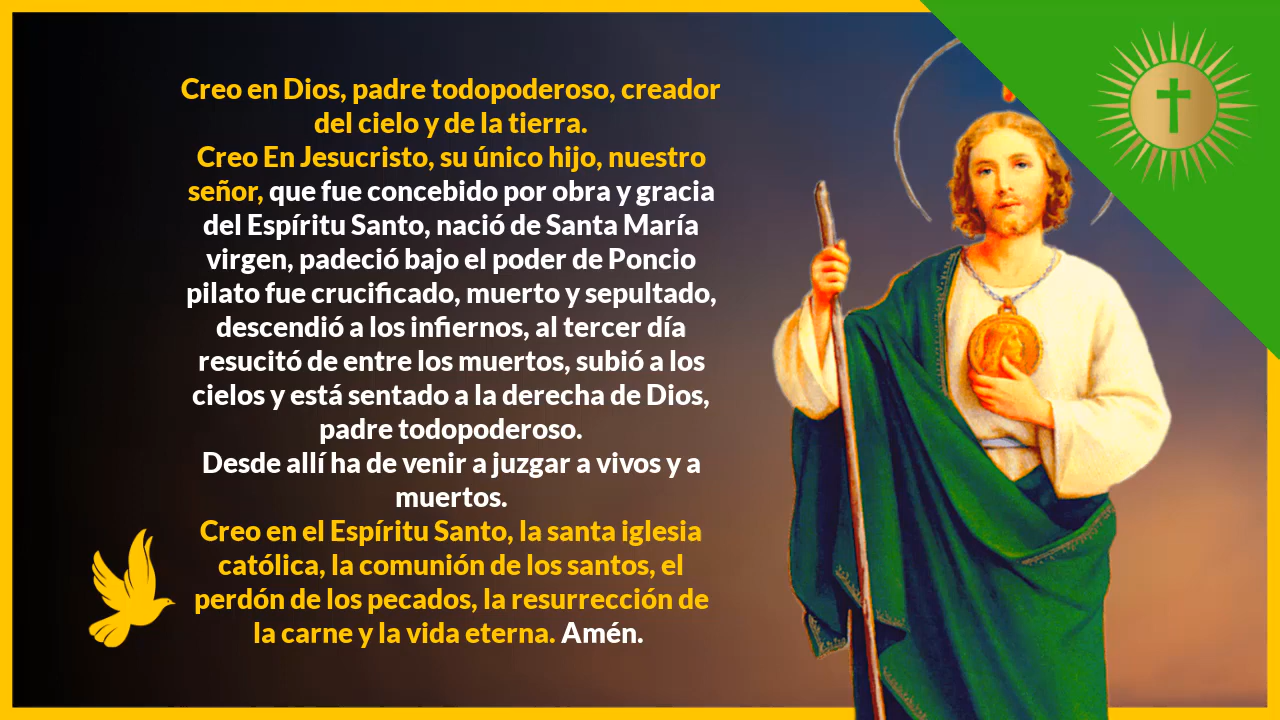 Creo en Dios, padre todopoderoso, creador
del cielo y de la tierra.
Creo En Jesucristo, su único hijo, nuestro
señor, que fue concebido por obra y gracia
del Espíritu Santo, nació de Santa María
virgen, padeció bajo el poder de Poncio
pilato fue crucificado, muerto y sepultado,
descendió a los infiernos, al tercer día
resucitó de entre los muertos, subió a los
cielos y está sentado a la derecha de Dios,
padre todopoderoso.
Desde allí ha de venir a juzgar a vivos y a
muertos.
Creo en el Espíritu Santo, la santa iglesia
católica, la comunión de los santos, el
perdón de los pecados, la resurrección de
la carne y la vida eterna. Amén.